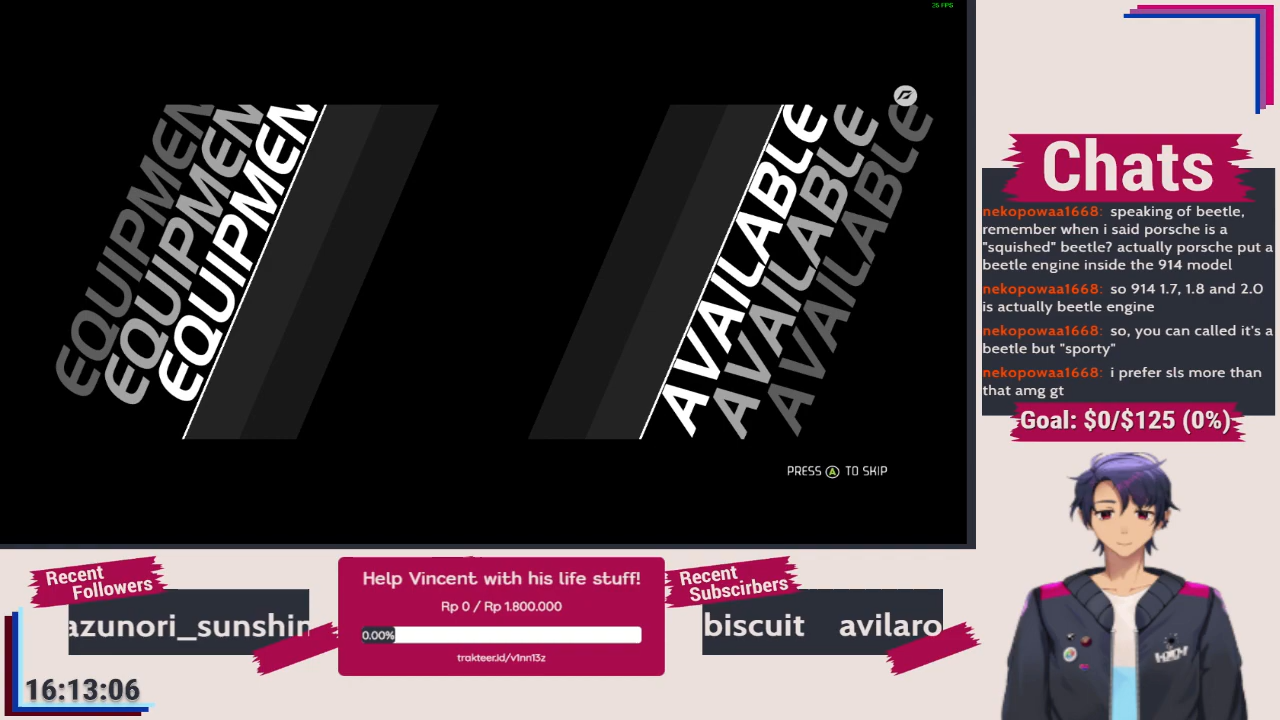 25 FPS
EQUIPMEN
EQUIPMEN
EQUIPMEN
AVAILABLE
AVAILABLE
AVAILABLE
PRESS A TO SKIP
Chats
nekopowaa1668: speaking of beetle,
remember when i said porsche is a
"squished" beetle? actually porsche put a
beetle engine inside the 914 model
nekopowaa1668: so 914 1.7, 1.8 and 2.0
is actually beetle engine
nekopowaa1668: so, you can called it's a
beetle but "sporty"
nekopowaa1668: i prefer sls more than
that amg gt
Goal: $0/$125 (0%)
Recent
Followers
azunori_sunshin
Help Vincent with his life stuff!
Rp 0 / Rp 1.800.000
0.00%
trakteer.id/v1nn13z
Recent
Subscirbers
biscuit avilaro
16:13:06